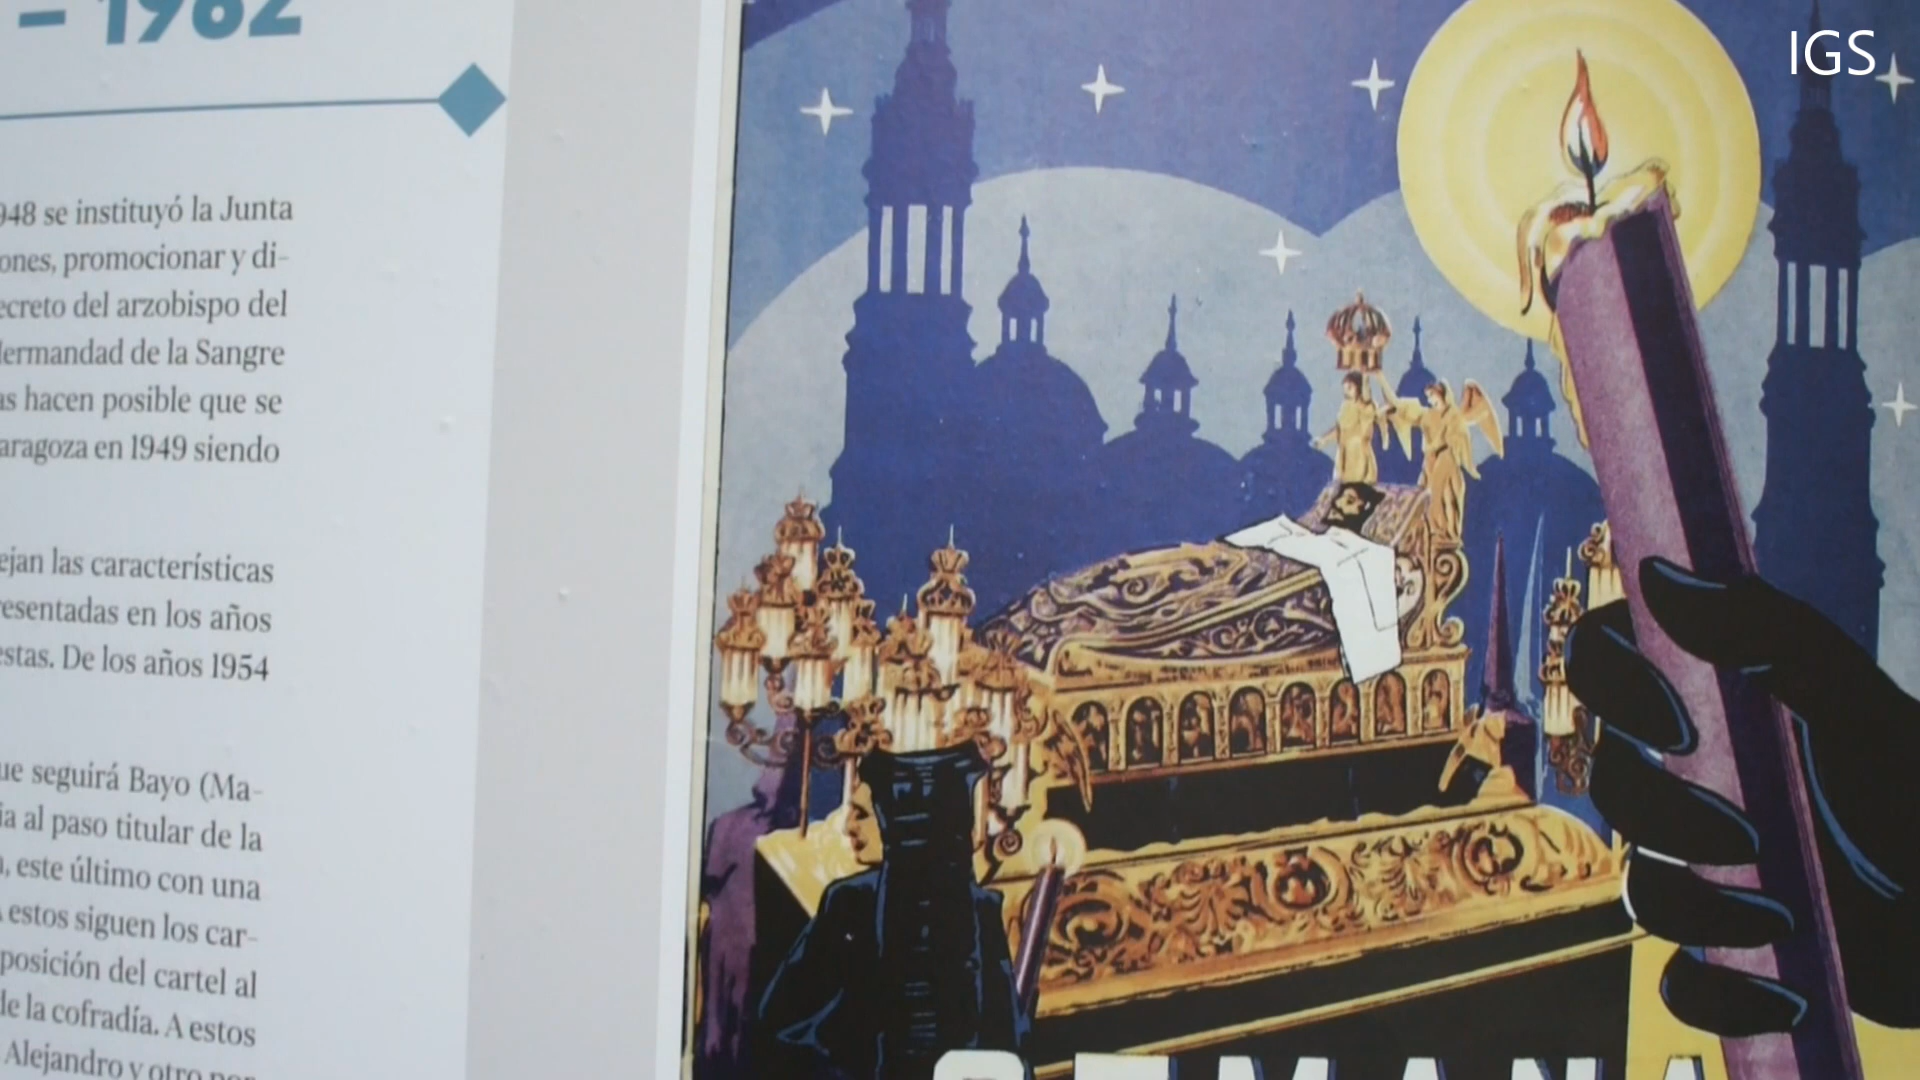 – 1962
948 se instituyó la Junta
ones, promocionar y di-
ecreto del arzobispo del
Hermandad de la Sangre
as hacen posible que se
aragoza en 1949 siendo
ejan las características
resentadas en los años
estas. De los años 1954
ue seguirá Bayo (Ma-
ia al paso titular de la
, este último con una
A estos siguen los car-
posición del cartel al
de la cofradía. A estos
Alejandro y otro por
IGS
SEMANA